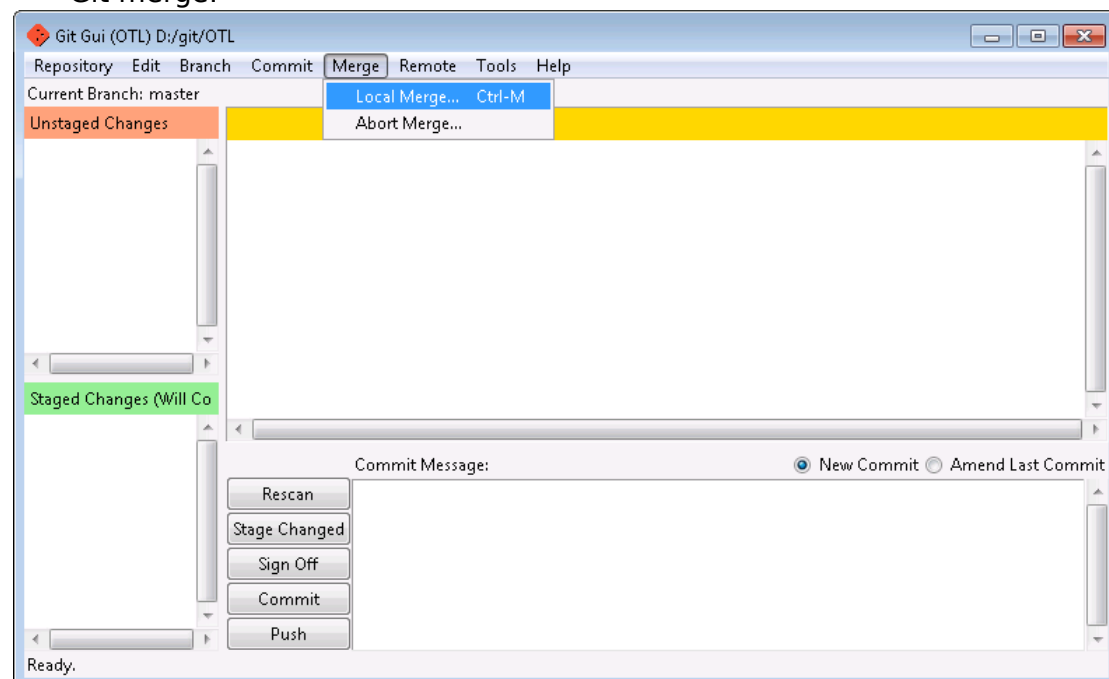 Git merge:
Git Gui (OTL) D:/git/OTL
Repository Edit Branch Commit Merge Remote Tools Help
Current Branch: master
Local Merge... Ctrl-M
Abort Merge...
Unstaged Changes
Staged Changes (Will Co
Commit Message:
New Commit Amend Last Commit
Rescan
Stage Changed
Sign Off
Commit
Push
Ready.